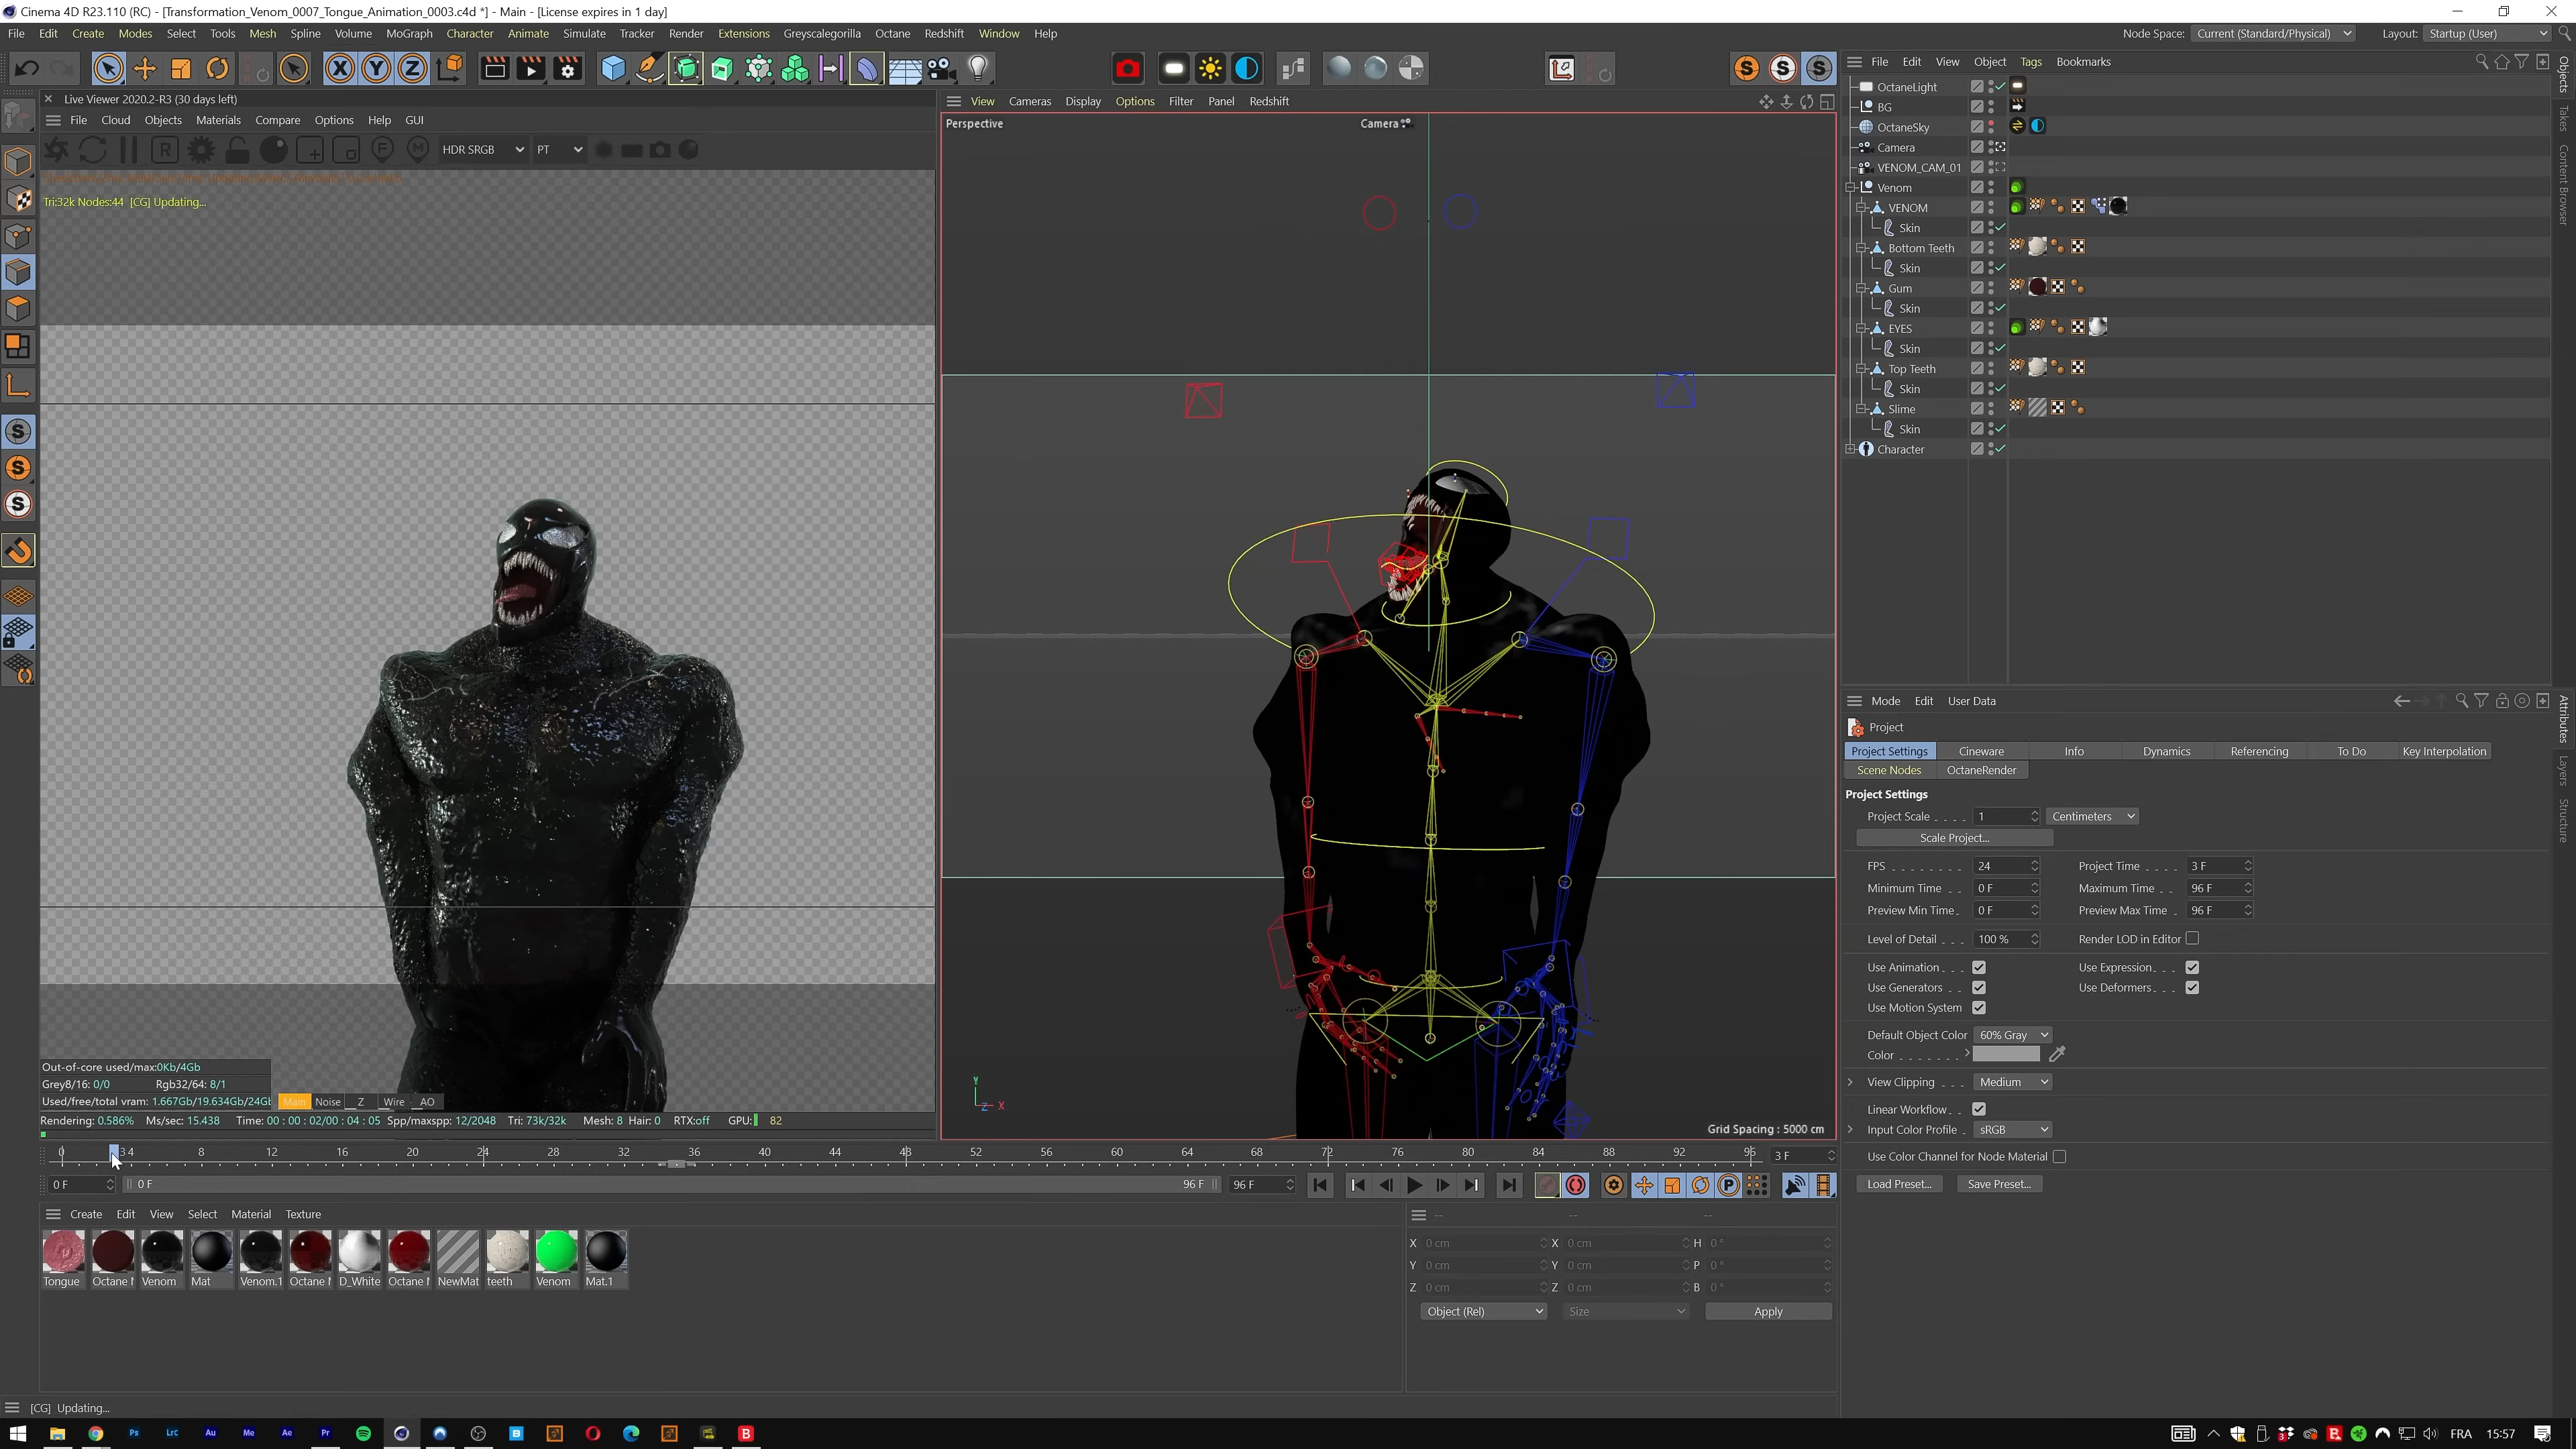 Cinema 4D R23.110 (RC) - [Transformation_Venom_0007_Tongue_Animation_0003.c4d *] - Main - [License expires in 1 day]
File Edit Create Modes Select Tools Mesh Spline Volume MoGraph Character Animate Simulate Tracker Render Extensions Greyscalegorilla Octane Redshift Window Help
Node Space: Current (Standard/Physical) Layout: Startup (User)
Live Viewer 2020.2-R3 (30 days left)
File Cloud Objects Materials Compare Options Help GUI
HDR SRGB PT
Tri:32k Nodes:44 [CG] Updating...
View Cameras Display Options Filter Panel Redshift
Perspective
Camera
File Edit View Object Tags Bookmarks
OctaneLight
BG
OctaneSky
Camera
VENOM_CAM_01
Venom
VENOM
Skin
Bottom Teeth
Skin
Gum
Skin
EYES
Skin
Top Teeth
Skin
Slime
Skin
Character
Objects
Takes
Content Browser
Mode Edit User Data
Project
Project Settings Cineware Info Dynamics Referencing To Do Key Interpolation
Scene Nodes OctaneRender
Project Settings
Project Scale . . . . 1 Centimeters
Scale Project...
FPS . . . . . . . . 24 Project Time . . . . 3 F
Minimum Time . . 0 F Maximum Time . . 96 F
Preview Min Time . 0 F Preview Max Time . 96 F
Level of Detail . . . 100 % Render LOD in Editor
Use Animation . . . Use Expression . . .
Use Generators . . Use Deformers . . .
Use Motion System
Default Object Color 60% Gray
Color . . . . . . .
View Clipping . . . Medium
Linear Workflow . .
Input Color Profile . sRGB
Use Color Channel for Node Material
Load Preset... Save Preset...
Attributes
Layers
Structure
Out-of-core used/max:0Kb/4Gb
Grey8/16: 0/0 Rgb32/64: 8/1
Used/free/total vram: 1.667Gb/19.634Gb/24Gb Main Noise Z Wire AO
Rendering: 0.586% Ms/sec: 15.438 Time: 00 : 00 : 02/00 : 04 : 05 Spp/maxspp: 12/2048 Tri: 73k/32k Mesh: 8 Hair: 0 RTX:off GPU: 82
Y
Z X
Grid Spacing : 5000 cm
0 3 4 8 12 16 20 24 28 32 36 40 44 48 52 56 60 64 68 72 76 80 84 88 92 96 3 F
0 F 0 F 96 F 96 F
Create Edit View Select Material Texture
Tongue Octane M Venom Mat Venom.1 Octane M D_White Octane M NewMat teeth Venom Mat.1
-- -- --
X 0 cm X 0 cm H 0 °
Y 0 cm Y 0 cm P 0 °
Z 0 cm Z 0 cm B 0 °
Object (Rel) Size Apply
[CG] Updating...
Ps LrC Au Me Ae Pr B FRA 15:57